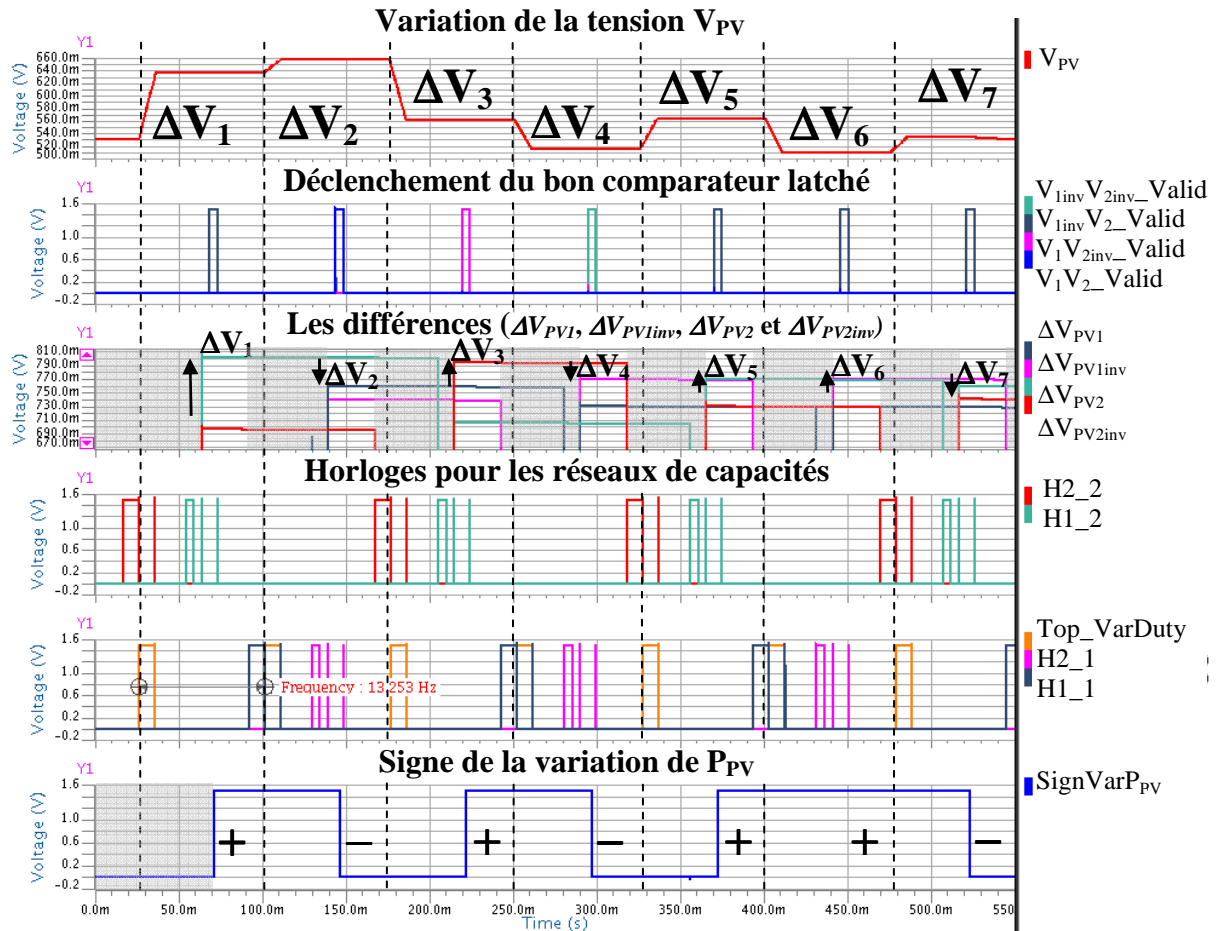 Variation de la tension VPV
Y1
660.0m
640.0m
620.0m
600.0m
580.0m
560.0m
540.0m
520.0m
500.0m
Voltage (V)
ΔV1
ΔV2
ΔV3
ΔV4
ΔV5
ΔV6
ΔV7
VPV
Déclenchement du bon comparateur latché
Y1
1.6
1.0
0.6
0.2
-0.2
Voltage (V)
V1invV2inv_Valid
V1invV2_Valid
V1V2inv_Valid
V1V2_Valid
Les différences (ΔVPV1, ΔVPV1inv, ΔVPV2 et ΔVPV2inv)
Y1
810.0m
790.0m
770.0m
750.0m
730.0m
710.0m
690.0m
670.0m
Voltage (V)
ΔV1
ΔV2
ΔV3
ΔV4
ΔV5
ΔV6
ΔV7
ΔVPV1
ΔVPV1inv
ΔVPV2
ΔVPV2inv
Horloges pour les réseaux de capacités
Y1
1.6
1.0
0.6
0.2
-0.2
Voltage (V)
H2_2
H1_2
Y1
1.6
1.2
0.6
0.2
-0.2
Voltage (V)
Frequency : 13.253 Hz
Top_VarDuty
H2_1
H1_1
Signe de la variation de PPV
Y1
1.6
1.0
0.6
0.2
-0.2
Voltage (V)
+ − + − + + −
SignVarPPV
0.0m 50.0m 100.0m 150.0m 200.0m 250.0m 300.0m 350.0m 400.0m 450.0m 500.0m
Time (s)